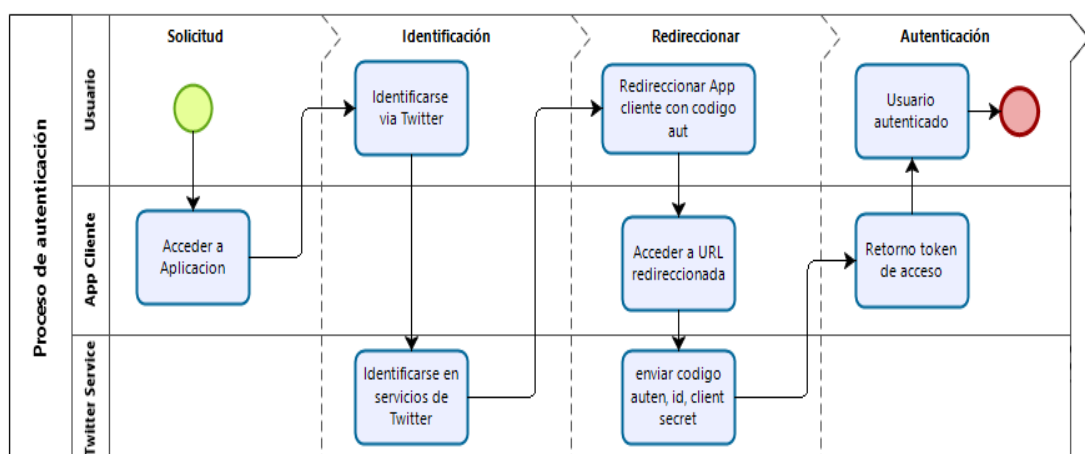 Proceso de autenticación
Solicitud
Identificación
Redireccionar
Autenticación
Usuario
Identificarse
via Twitter
Redireccionar App
cliente con codigo
aut
Usuario
autenticado
App Cliente
Acceder a
Aplicacion
Acceder a URL
redireccionada
Retorno token
de acceso
Twitter Service
Identificarse en
servicios de
Twitter
enviar codigo
auten, id, client
secret